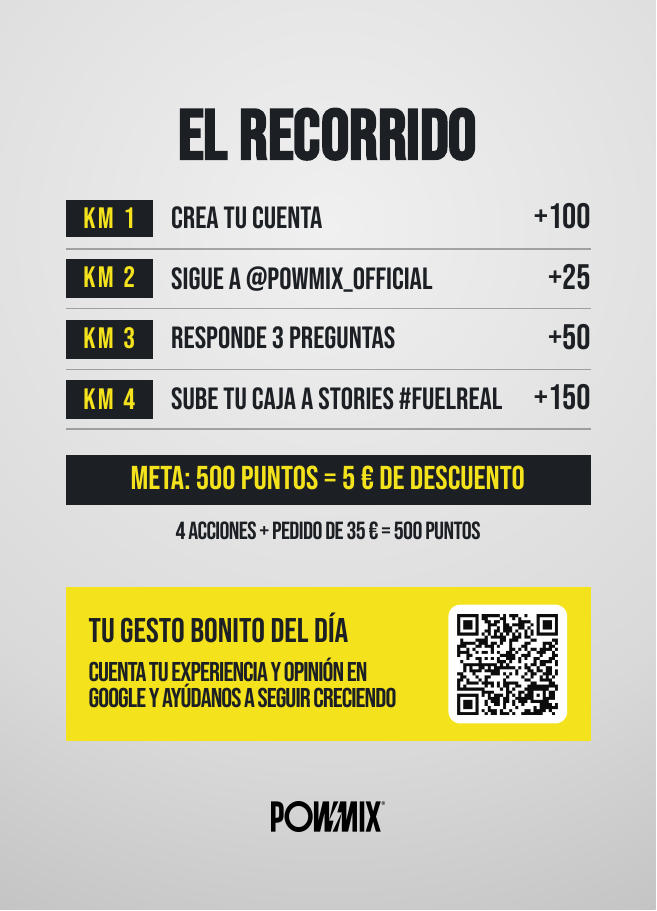 EL RECORRIDO
KM 1 CREA TU CUENTA +100
KM 2 SIGUE A @POWMIX_OFFICIAL +25
KM 3 RESPONDE 3 PREGUNTAS +50
KM 4 SUBE TU CAJA A STORIES #FUELREAL +150
META: 500 PUNTOS = 5 € DE DESCUENTO
4 ACCIONES + PEDIDO DE 35 € = 500 PUNTOS
TU GESTO BONITO DEL DÍA
CUENTA TU EXPERIENCIA Y OPINIÓN EN
GOOGLE Y AYÚDANOS A SEGUIR CRECIENDO
POWMIX®